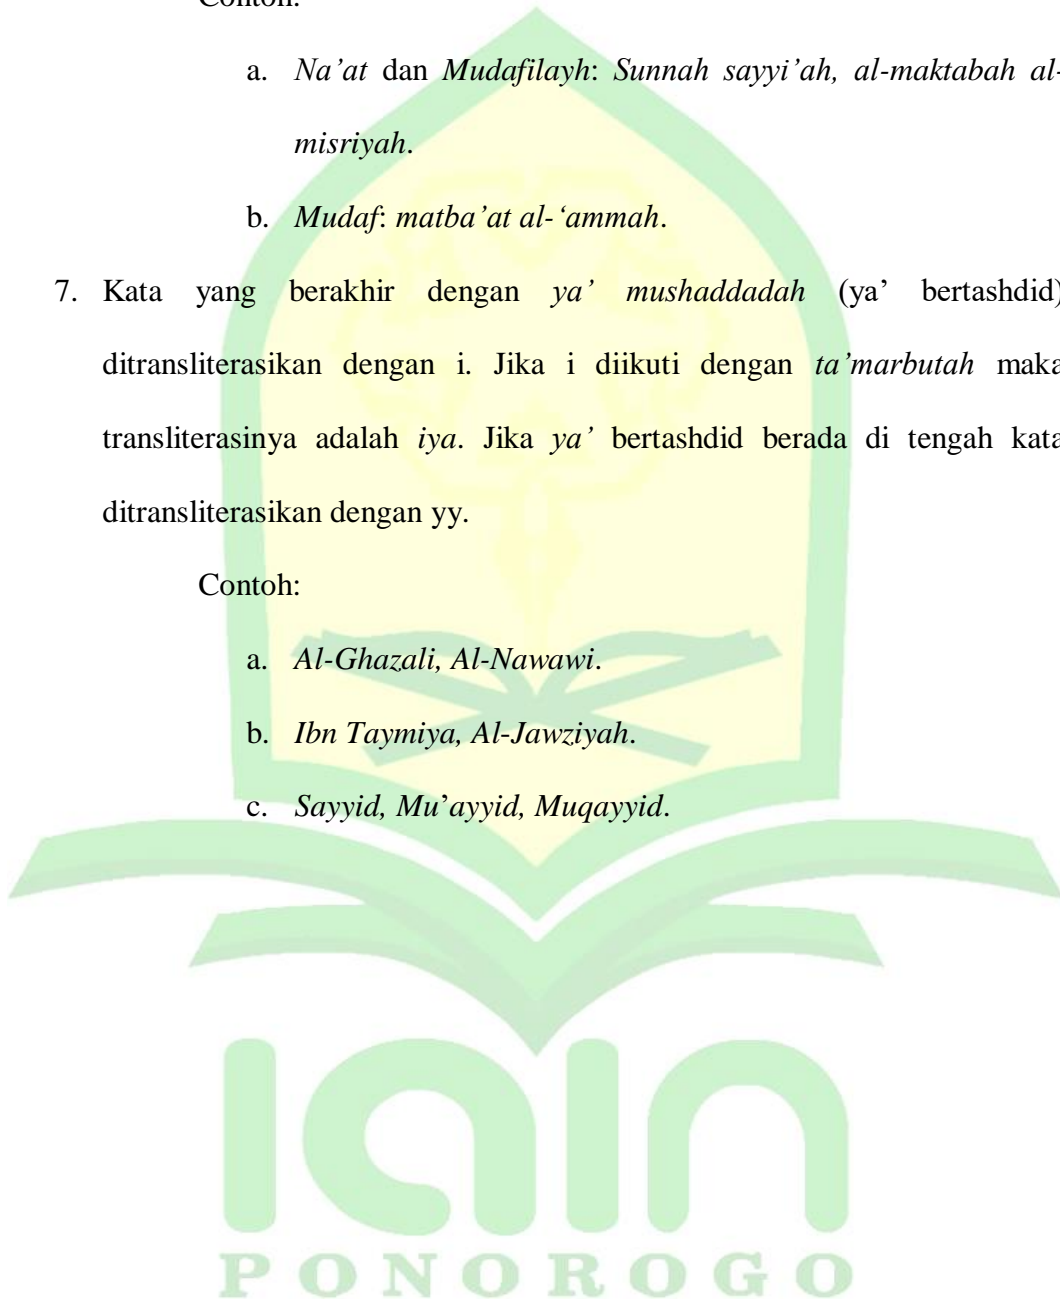 Contoh:
a. Na’at dan Mudafilayh: Sunnah sayyi’ah, al-maktabah al-
misriyah.
b. Mudaf: matba’at al-‘ammah.
7. Kata yang berakhir dengan ya’ mushaddadah (ya’ bertashdid)
ditransliterasikan dengan i. Jika i diikuti dengan ta’marbutah maka
transliterasinya adalah iya. Jika ya’ bertashdid berada di tengah kata
ditransliterasikan dengan yy.
Contoh:
a. Al-Ghazali, Al-Nawawi.
b. Ibn Taymiya, Al-Jawziyah.
c. Sayyid, Mu’ayyid, Muqayyid.
iain
PONOROGO